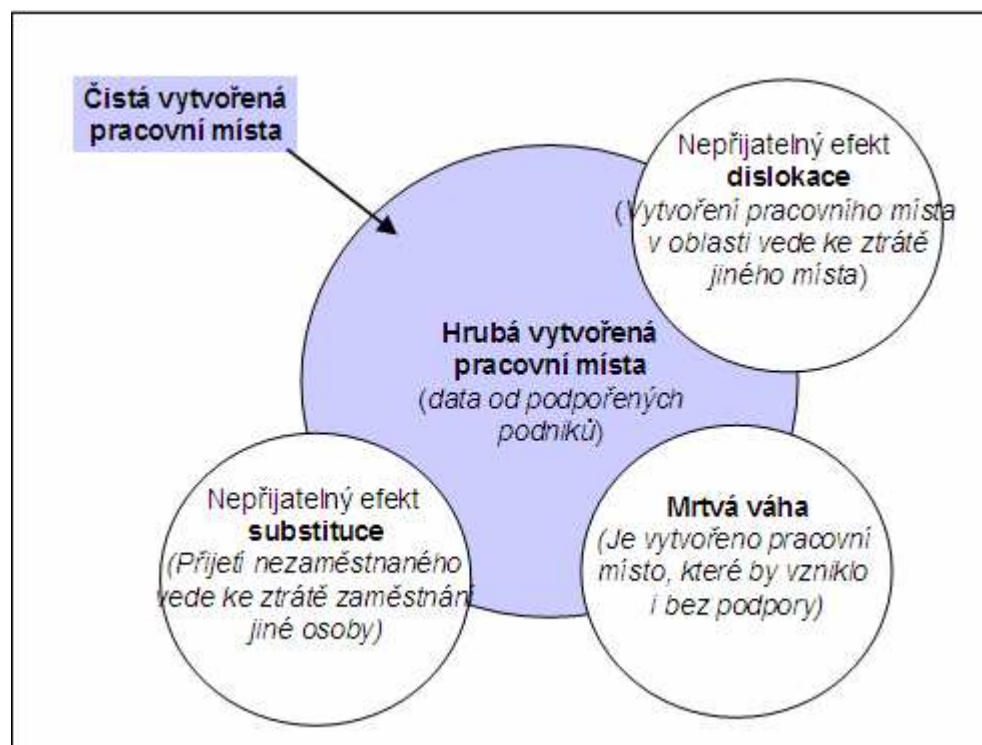 Čistá vytvořená
pracovní místa
Nepřijatelný efekt
dislokace
(Vytvoření pracovního místa
v oblasti vede ke ztrátě
jiného místa)
Hrubá vytvořená
pracovní místa
(data od podpořených
podniků)
Nepřijatelný efekt
substituce
(Přijetí nezaměstnaného
vede ke ztrátě zaměstnání
jiné osoby)
Mrtvá váha
(Je vytvořeno pracovní
místo, které by vzniklo
i bez podpory)